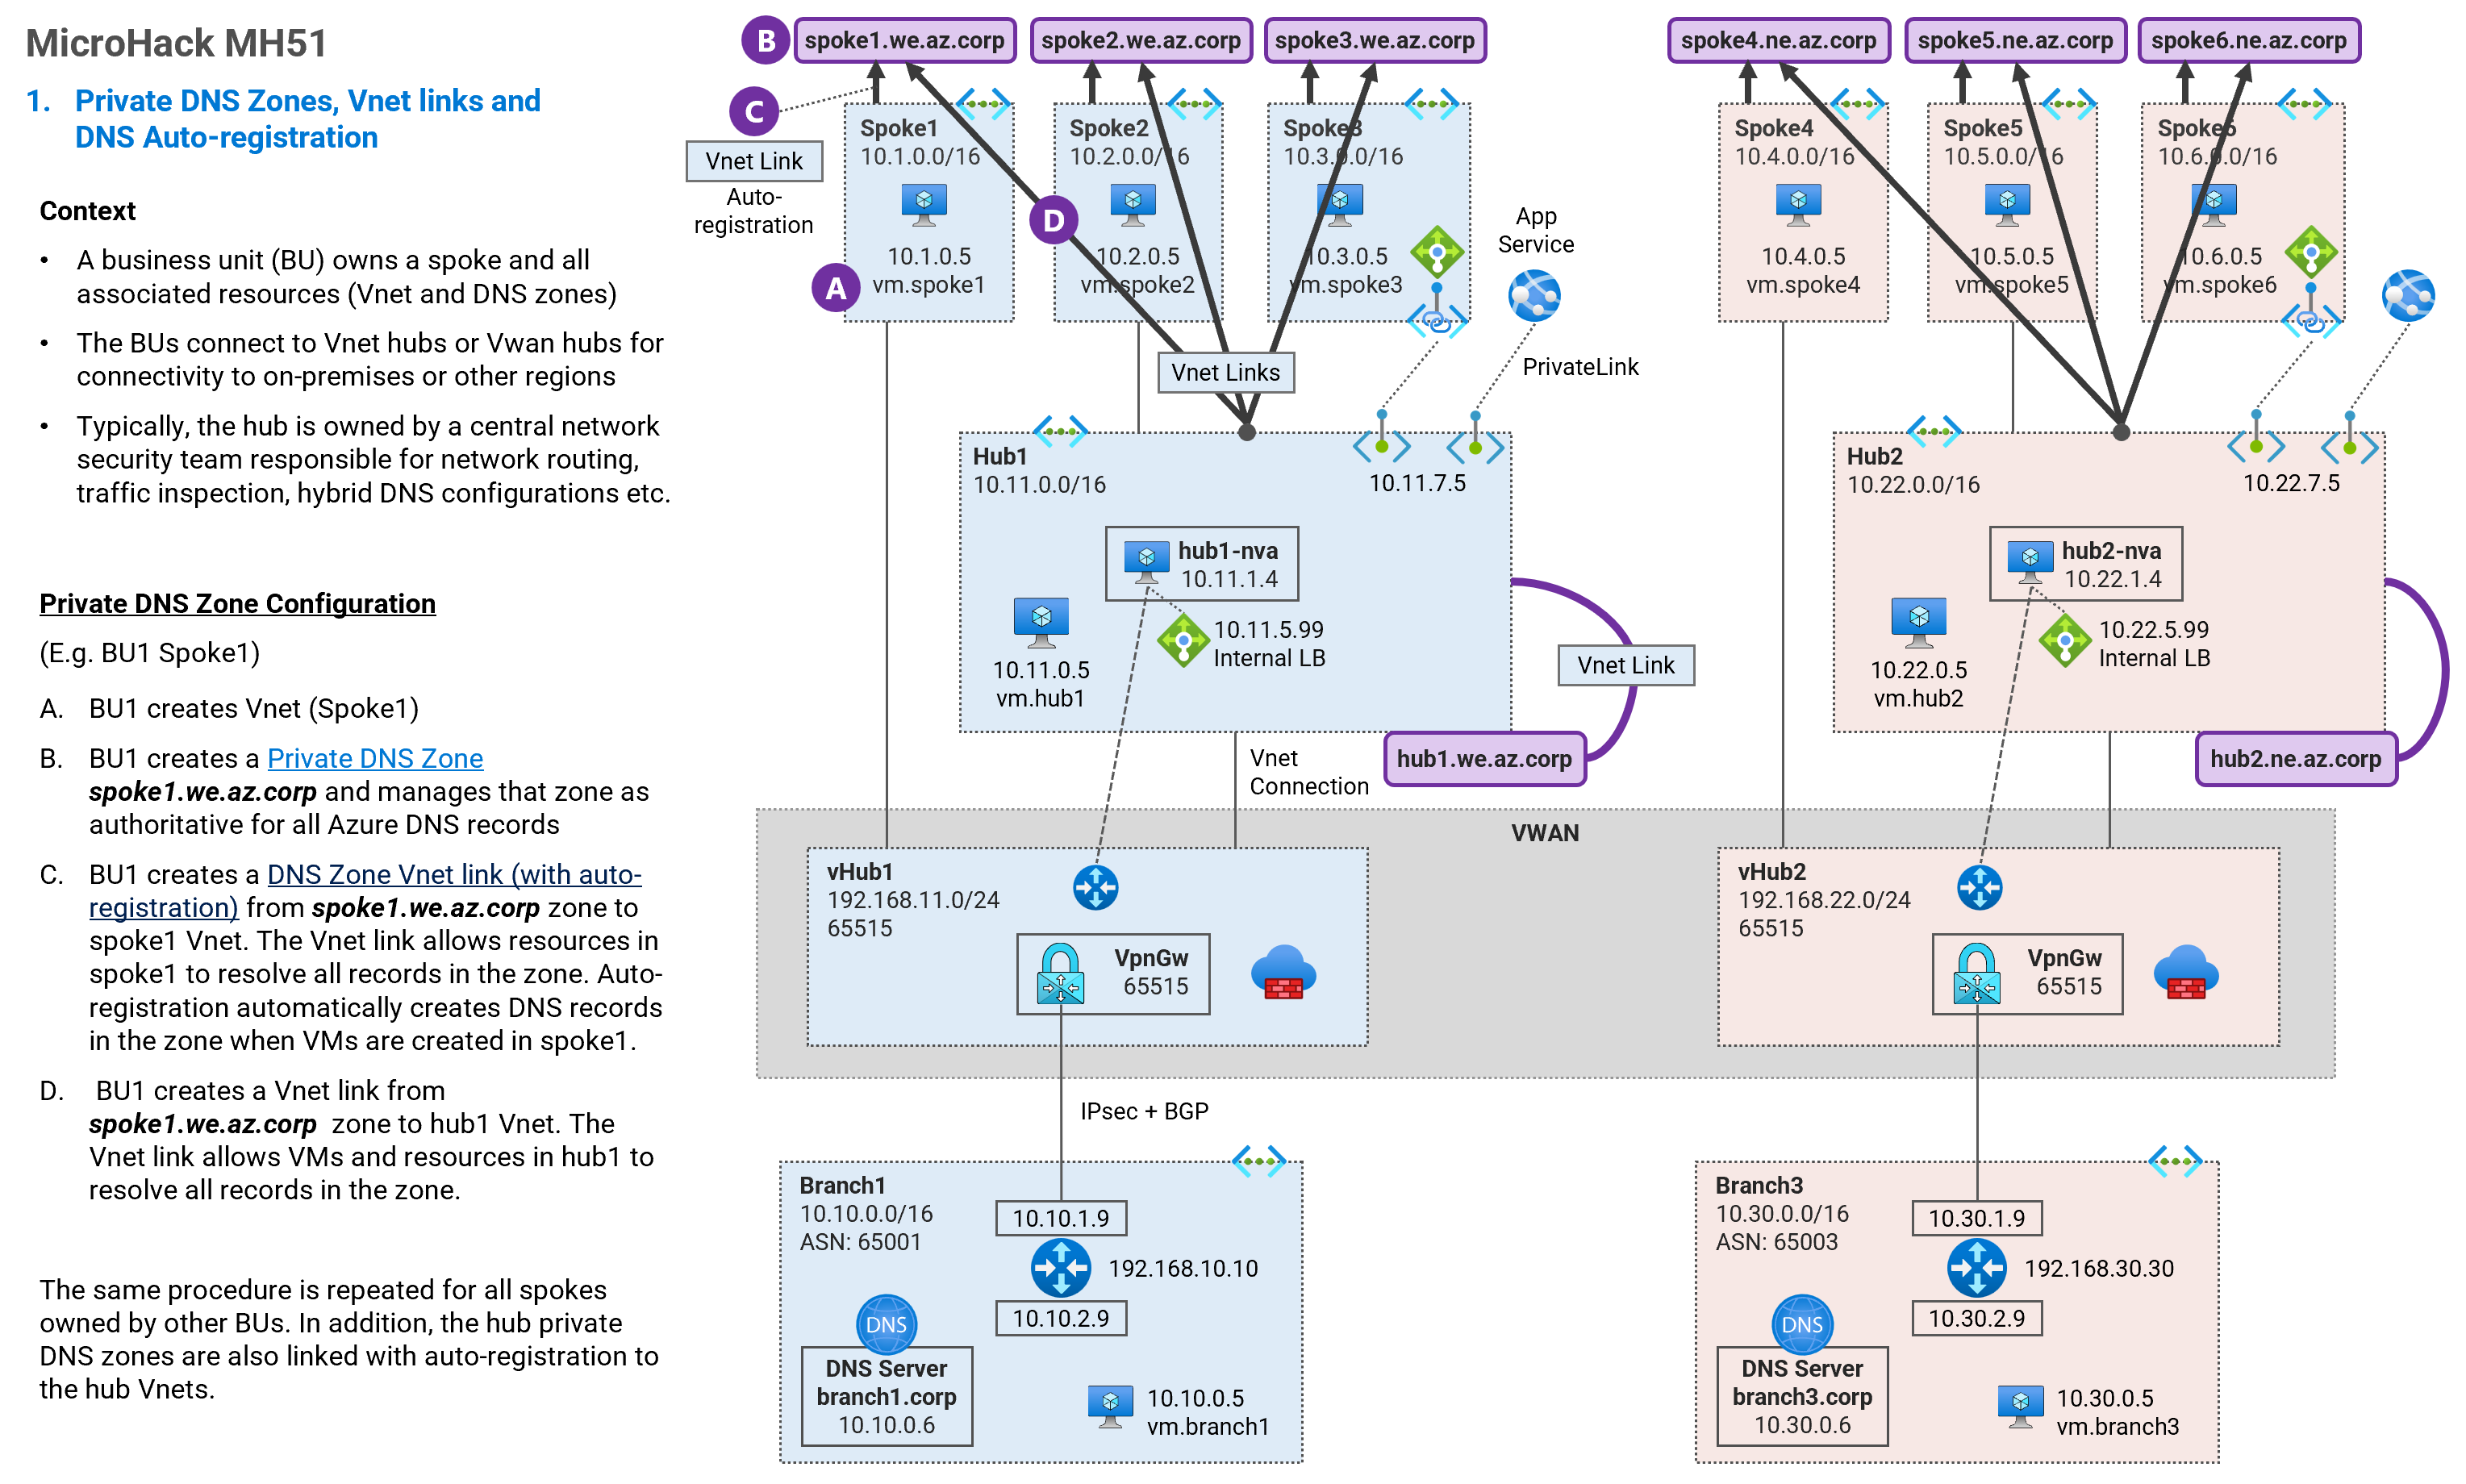 MicroHack MH51
1. Private DNS Zones, Vnet links and
DNS Auto-registration
Context
• A business unit (BU) owns a spoke and all
associated resources (Vnet and DNS zones)
• The BUs connect to Vnet hubs or Vwan hubs for
connectivity to on-premises or other regions
• Typically, the hub is owned by a central network
security team responsible for network routing,
traffic inspection, hybrid DNS configurations etc.
Private DNS Zone Configuration
(E.g. BU1 Spoke1)
A. BU1 creates Vnet (Spoke1)
B. BU1 creates a Private DNS Zone
spoke1.we.az.corp and manages that zone as
authoritative for all Azure DNS records
C. BU1 creates a DNS Zone Vnet link (with auto-
registration) from spoke1.we.az.corp zone to
spoke1 Vnet. The Vnet link allows resources in
spoke1 to resolve all records in the zone. Auto-
registration automatically creates DNS records
in the zone when VMs are created in spoke1.
D. BU1 creates a Vnet link from
spoke1.we.az.corp zone to hub1 Vnet. The
Vnet link allows VMs and resources in hub1 to
resolve all records in the zone.
The same procedure is repeated for all spokes
owned by other BUs. In addition, the hub private
DNS zones are also linked with auto-registration to
the hub Vnets.
B
spoke1.we.az.corp
spoke2.we.az.corp
spoke3.we.az.corp
spoke4.ne.az.corp
spoke5.ne.az.corp
spoke6.ne.az.corp
C
Vnet Link
Auto-
registration
Spoke1
10.1.0.0/16
10.1.0.5
vm.spoke1
A
D
Spoke2
10.2.0.0/16
10.2.0.5
vm.spoke2
Spoke3
10.3.0.0/16
10.3.0.5
vm.spoke3
App
Service
PrivateLink
Vnet Links
Spoke4
10.4.0.0/16
10.4.0.5
vm.spoke4
Spoke5
10.5.0.0/16
10.5.0.5
vm.spoke5
Spoke6
10.6.0.0/16
10.6.0.5
vm.spoke6
Hub1
10.11.0.0/16
10.11.7.5
hub1-nva
10.11.1.4
10.11.5.99
Internal LB
10.11.0.5
vm.hub1
Vnet Link
hub1.we.az.corp
Vnet
Connection
Hub2
10.22.0.0/16
10.22.7.5
hub2-nva
10.22.1.4
10.22.5.99
Internal LB
10.22.0.5
vm.hub2
hub2.ne.az.corp
VWAN
vHub1
192.168.11.0/24
65515
VpnGw
65515
vHub2
192.168.22.0/24
65515
VpnGw
65515
IPsec + BGP
Branch1
10.10.0.0/16
ASN: 65001
10.10.1.9
192.168.10.10
10.10.2.9
DNS
DNS Server
branch1.corp
10.10.0.6
10.10.0.5
vm.branch1
Branch3
10.30.0.0/16
ASN: 65003
10.30.1.9
192.168.30.30
10.30.2.9
DNS
DNS Server
branch3.corp
10.30.0.6
10.30.0.5
vm.branch3